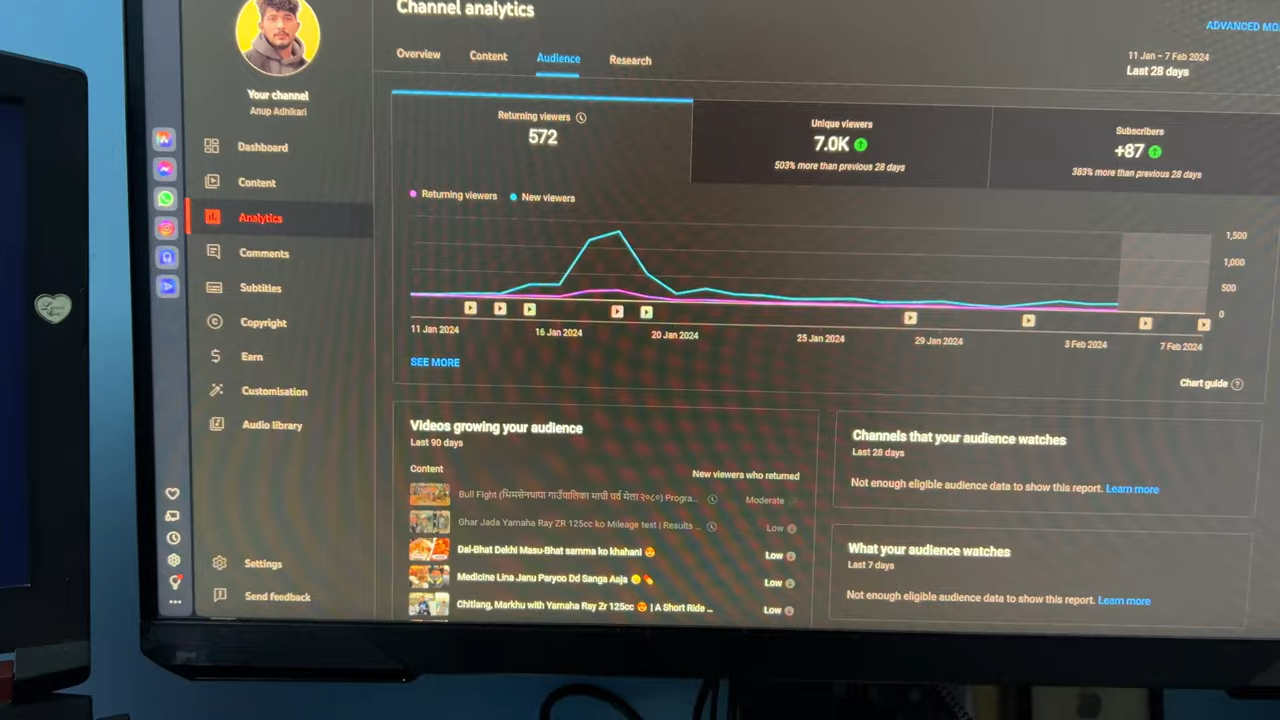 Channel analytics
ADVANCED MO
Overview
Content
Audience
Research
11 Jan – 7 Feb 2024
Last 28 days
Your channel
Anup Adhikari
Dashboard
Content
Analytics
Comments
Subtitles
Copyright
Earn
Customisation
Audio library
Settings
Send feedback
Returning viewers
572
Unique viewers
7.0K
503% more than previous 28 days
Subscribers
+87
383% more than previous 28 days
Returning viewers
New viewers
1,500
1,000
500
0
11 Jan 2024
16 Jan 2024
20 Jan 2024
25 Jan 2024
29 Jan 2024
3 Feb 2024
7 Feb 2024
SEE MORE
Chart guide
Videos growing your audience
Last 90 days
Content
New viewers who returned
Bull Fight (भिमसेनथापा गाउँपालिका माघी पर्व मेला २०८०) Progra...
Moderate
Ghar Jada Yamaha Ray ZR 125cc ko Mileage test | Results ...
Low
Dal-Bhat Dekhi Masu-Bhat samma ko khahani 🤩
Low
Medicine Lina Janu Paryco Dd Sanga Aaja
Low
Chitlang, Markhu with Yamaha Ray Zr 125cc 😍 | A Short Ride ...
Low
Channels that your audience watches
Last 28 days
Not enough eligible audience data to show this report. Learn more
What your audience watches
Last 7 days
Not enough eligible audience data to show this report. Learn more